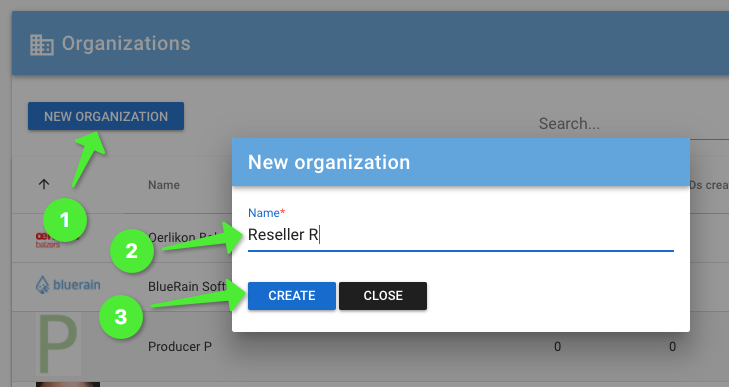 Organizations
NEW ORGANIZATION
Search...
New organization
Name
Ds crea
1
Name*
Oerlikon Bal
balzers
2
Reseller R
bluerain
BlueRain Soft
3
CREATE
CLOSE
P
Producer P
0
0